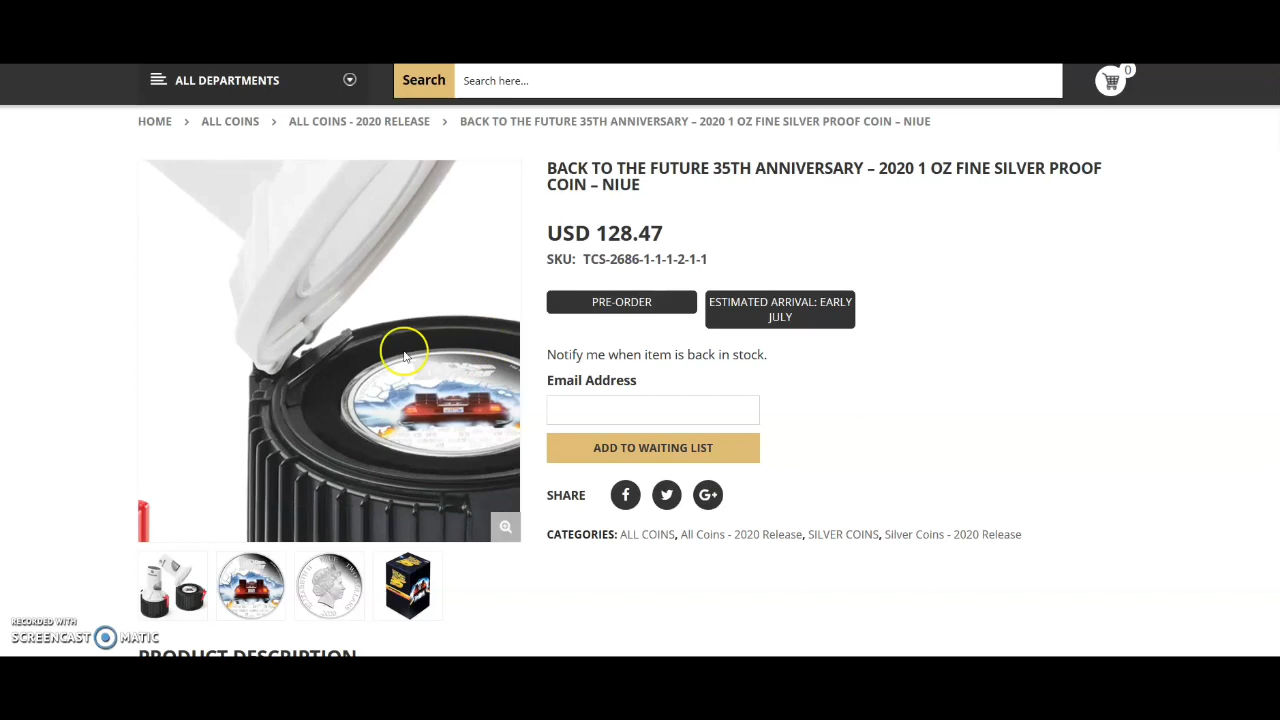 ALL DEPARTMENTS
Search
Search here...
0
HOME > ALL COINS > ALL COINS - 2020 RELEASE > BACK TO THE FUTURE 35TH ANNIVERSARY – 2020 1 OZ FINE SILVER PROOF COIN – NIUE
BACK TO THE FUTURE 35TH ANNIVERSARY – 2020 1 OZ FINE SILVER PROOF
COIN – NIUE
USD 128.47
SKU: TCS-2686-1-1-1-2-1-1
PRE-ORDER
ESTIMATED ARRIVAL: EARLY
JULY
Notify me when item is back in stock.
Email Address
ADD TO WAITING LIST
SHARE
CATEGORIES: ALL COINS, All Coins - 2020 Release, SILVER COINS, Silver Coins - 2020 Release
RECORDED WITH
SCREENCAST MATIC
PRODUCT DESCRIPTION